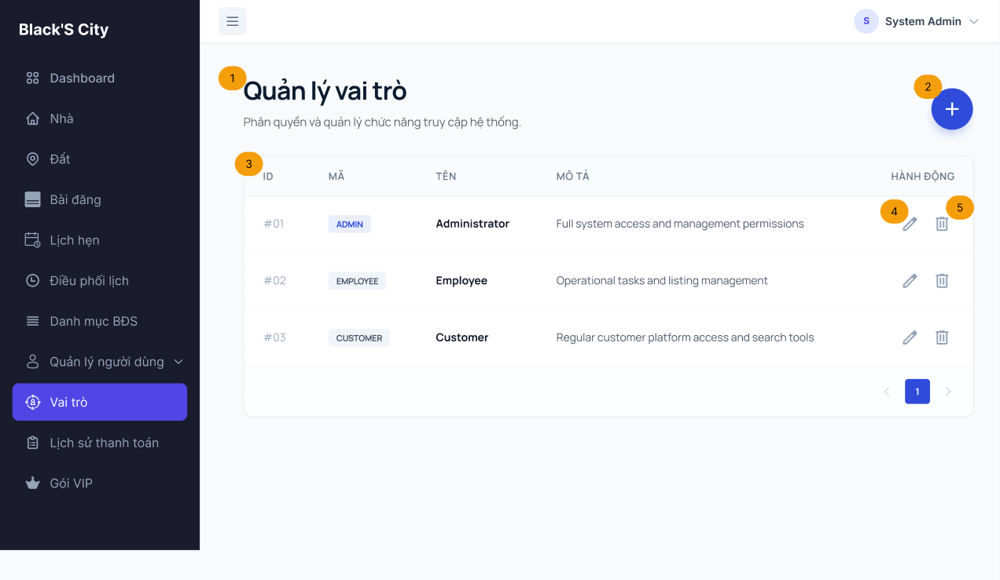 Black'S City
S System Admin
Dashboard
Nhà
Đất
Bài đăng
Lịch hẹn
Điều phối lịch
Danh mục BĐS
Quản lý người dùng
Vai trò
Lịch sử thanh toán
Gói VIP
1
Quản lý vai trò
2
Phân quyền và quản lý chức năng truy cập hệ thống.
3
ID MÃ TÊN MÔ TẢ HÀNH ĐỘNG
4 5
#01 ADMIN Administrator Full system access and management permissions
#02 EMPLOYEE Employee Operational tasks and listing management
#03 CUSTOMER Customer Regular customer platform access and search tools
1